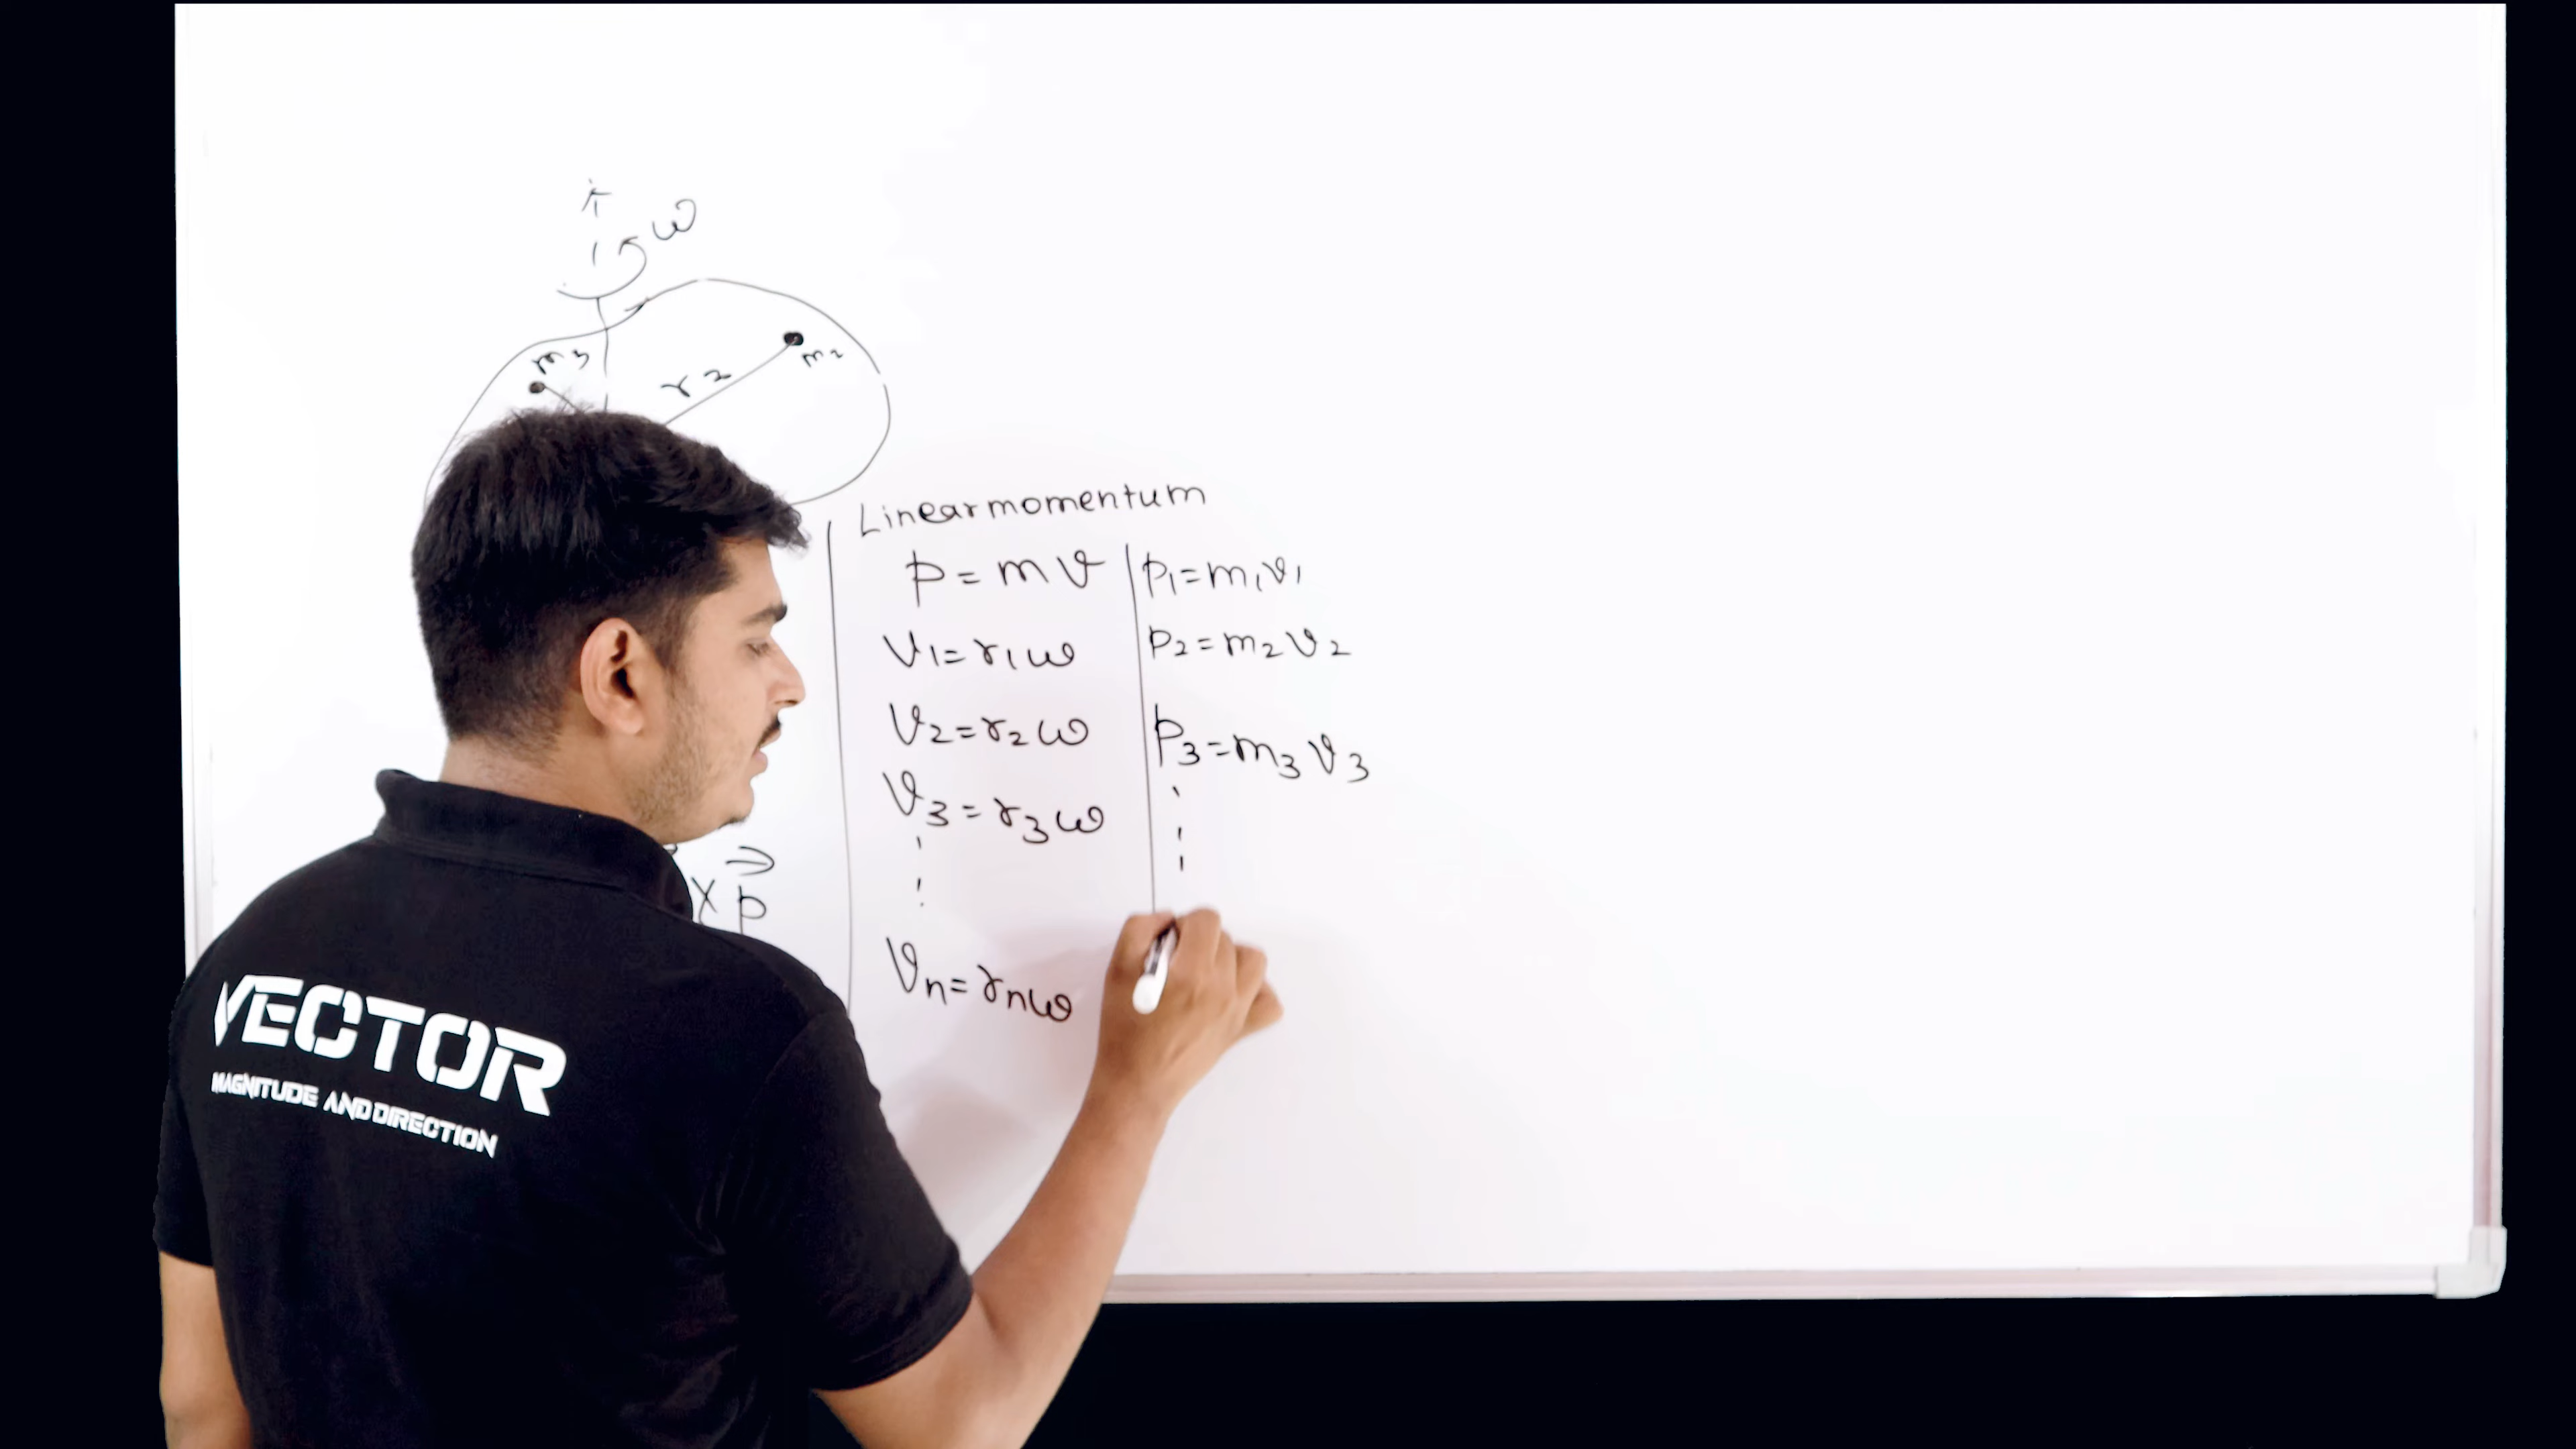 ω
m3
m2
r2
Linear momentum
p = mv
v1 = r1ω
v2 = r2ω
v3 = r3ω
vn = rnω
p1 = m1v1
p2 = m2v2
p3 = m3v3
× p
VECTOR
MAGNITUDE AND DIRECTION